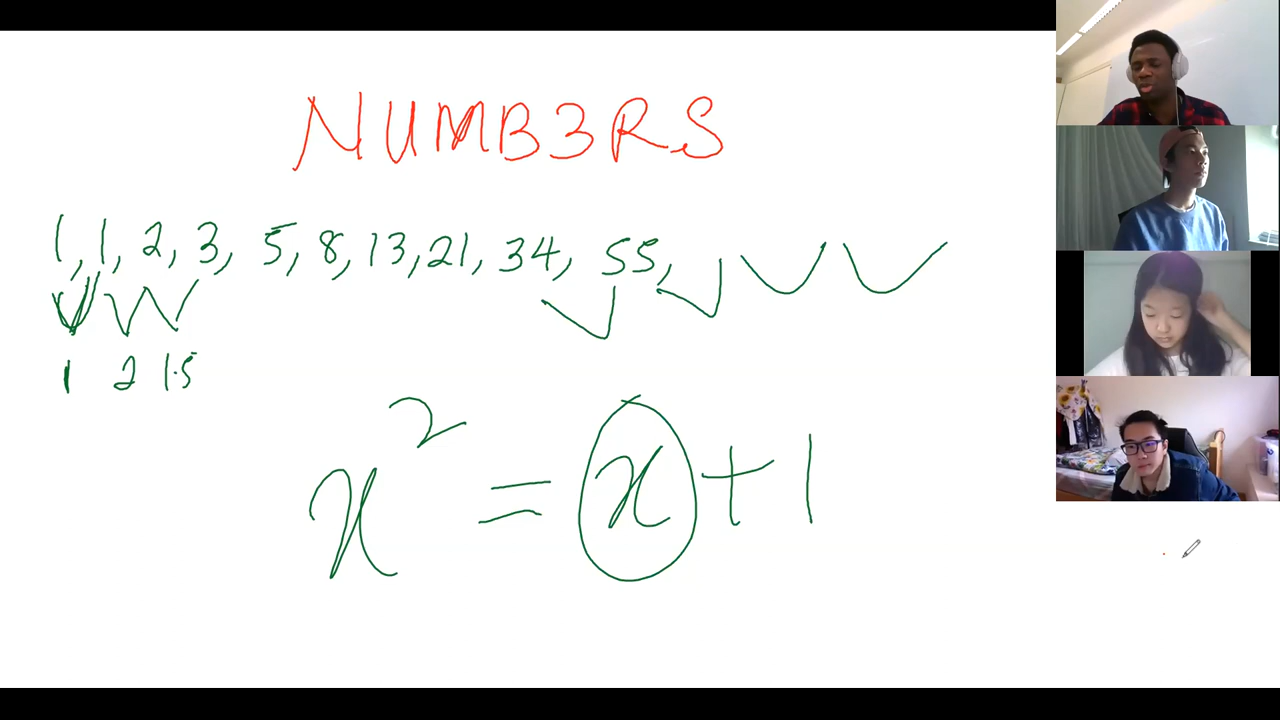 NUMB3RS
1, 1, 2, 3, 5, 8, 13, 21, 34, 55,
1 2 1.5
x² = x + 1